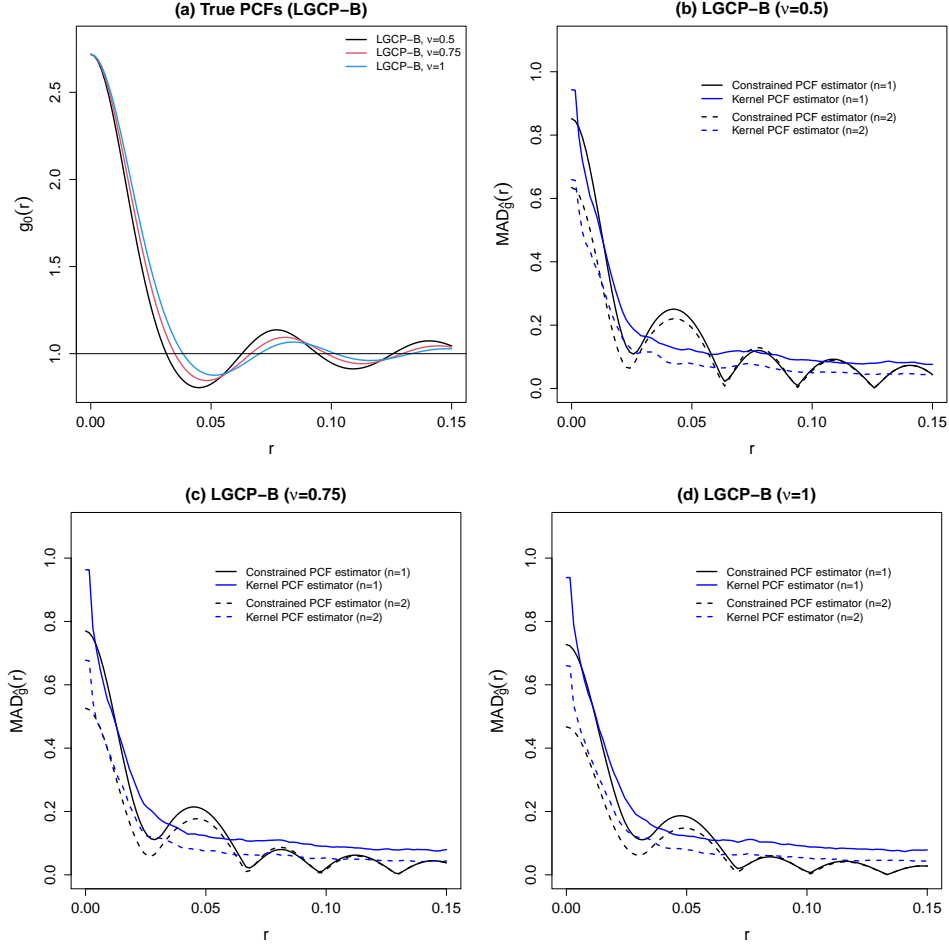 (a) True PCFs (LGCP−B)
LGCP−B, ν=0.5
LGCP−B, ν=0.75
LGCP−B, ν=1
g₀(r)
2.5
2.0
1.5
1.0
0.00 0.05 0.10 0.15
r
(b) LGCP−B (ν=0.5)
Constrained PCF estimator (n=1)
Kernel PCF estimator (n=1)
Constrained PCF estimator (n=2)
Kernel PCF estimator (n=2)
MAD_ĝ(r)
1.0
0.8
0.6
0.4
0.2
0.0
0.00 0.05 0.10 0.15
r
(c) LGCP−B (ν=0.75)
Constrained PCF estimator (n=1)
Kernel PCF estimator (n=1)
Constrained PCF estimator (n=2)
Kernel PCF estimator (n=2)
MAD_ĝ(r)
1.0
0.8
0.6
0.4
0.2
0.0
0.00 0.05 0.10 0.15
r
(d) LGCP−B (ν=1)
Constrained PCF estimator (n=1)
Kernel PCF estimator (n=1)
Constrained PCF estimator (n=2)
Kernel PCF estimator (n=2)
MAD_ĝ(r)
1.0
0.8
0.6
0.4
0.2
0.0
0.00 0.05 0.10 0.15
r